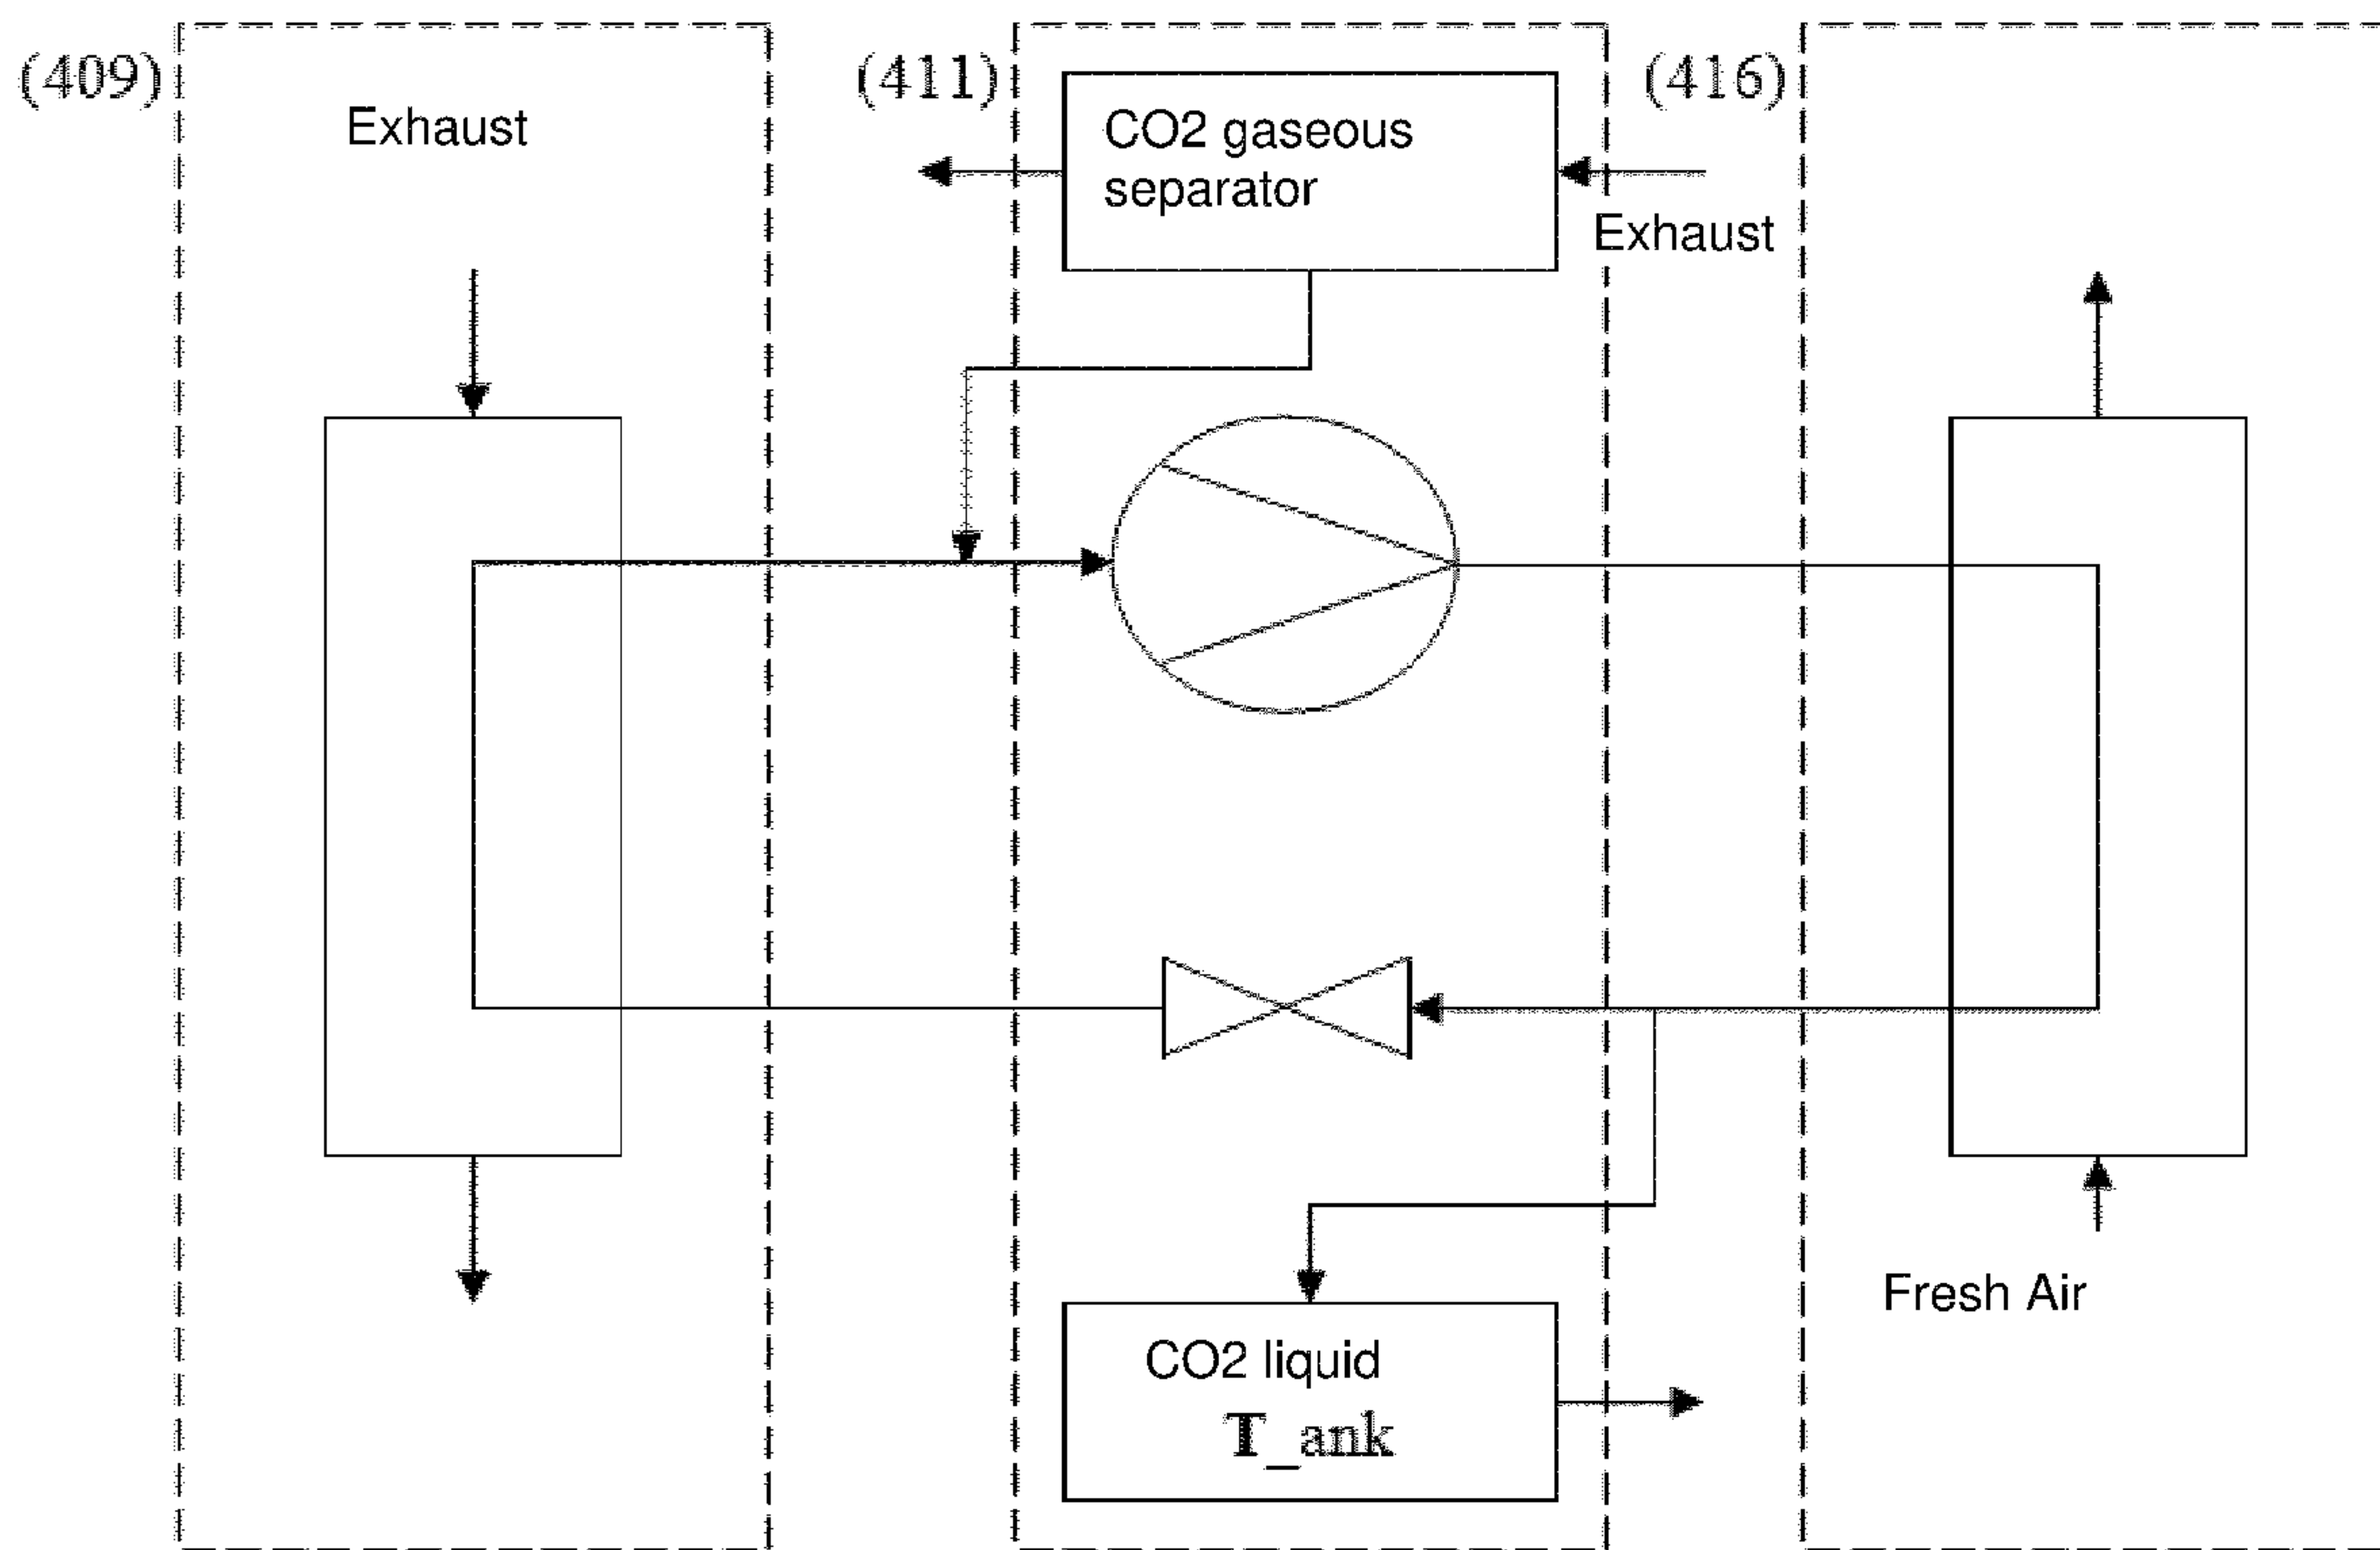 (409)
Exhaust
(411)
CO2 gaseous
separator
(416)
Exhaust
Fresh Air
CO2 liquid
T_ank